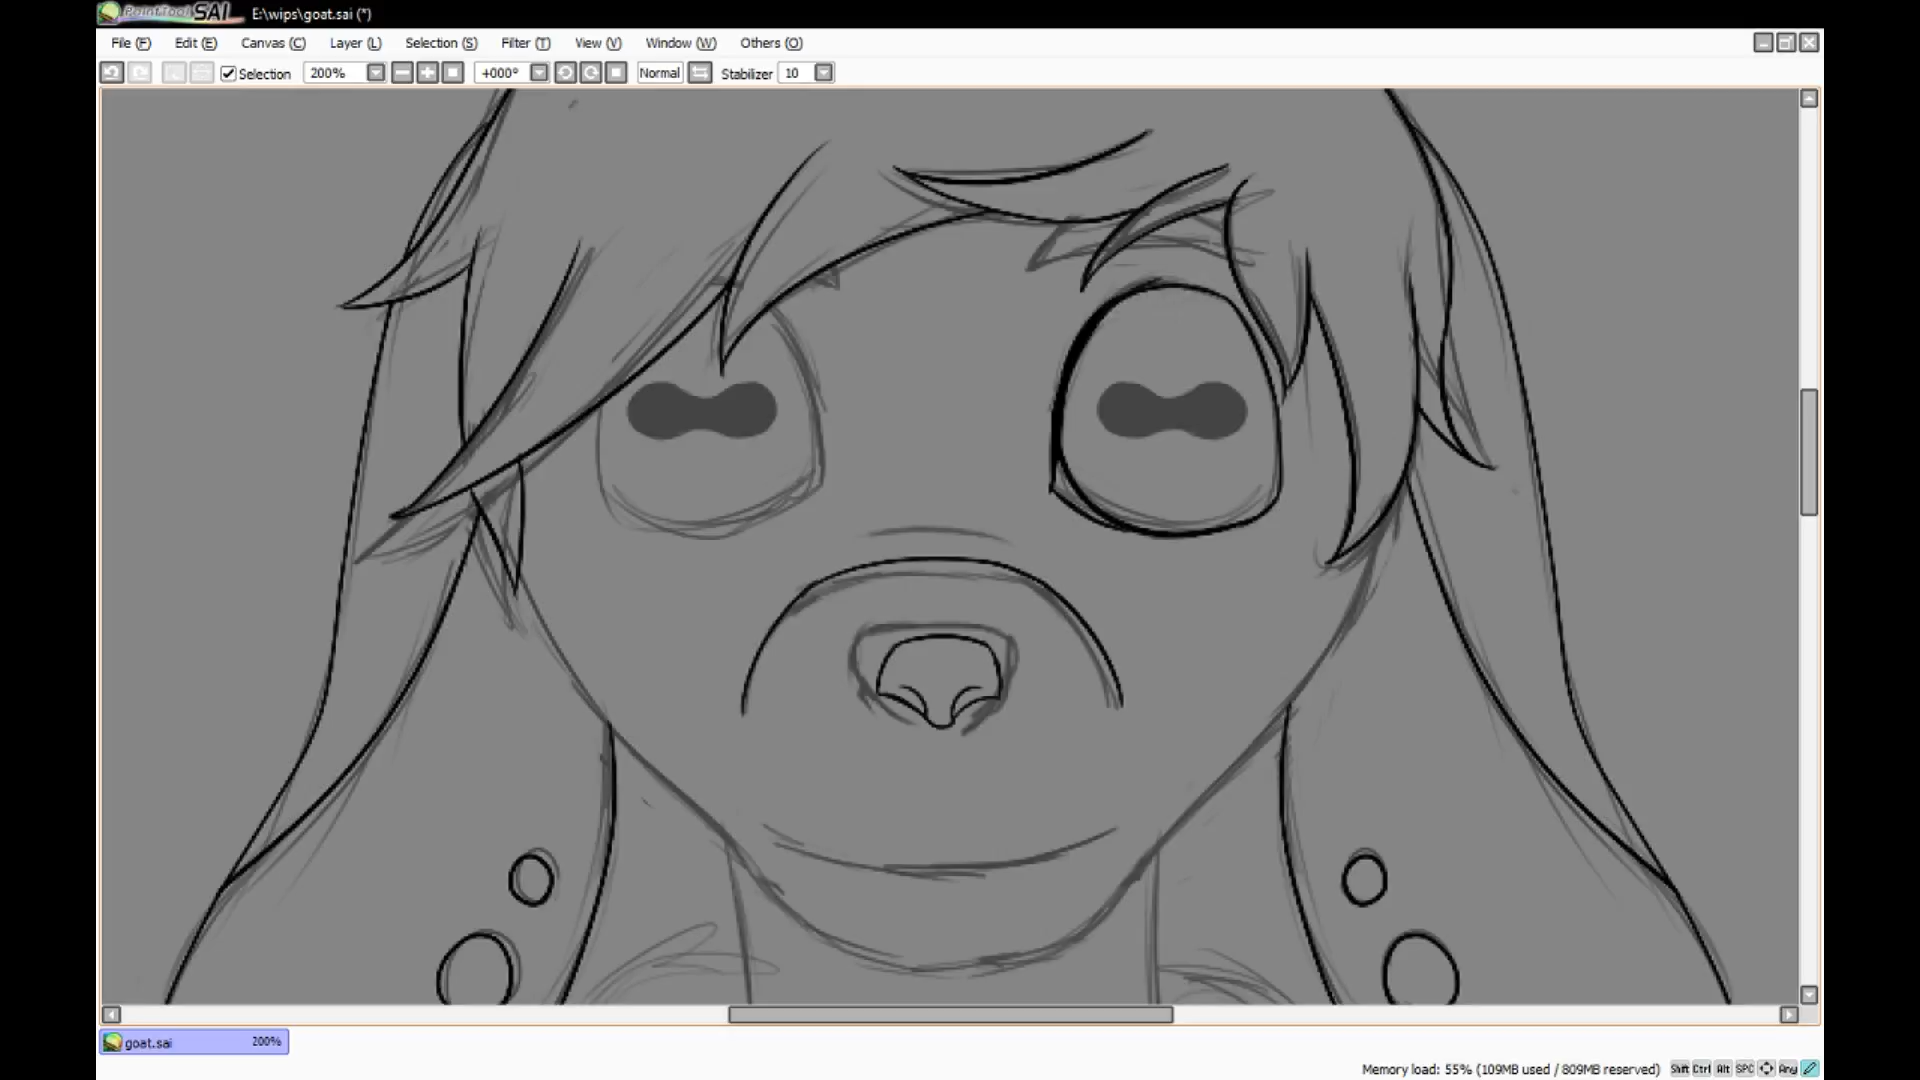 PaintTool SAI E:\wips\goat.sai (*)
File (F) Edit (E) Canvas (C) Layer (L) Selection (S) Filter (T) View (V) Window (W) Others (O)
Selection 200% +000° Normal Stabilizer 10
goat.sai 200%
Memory load: 55% (109MB used / 809MB reserved) Shift Ctrl Alt SPC Any